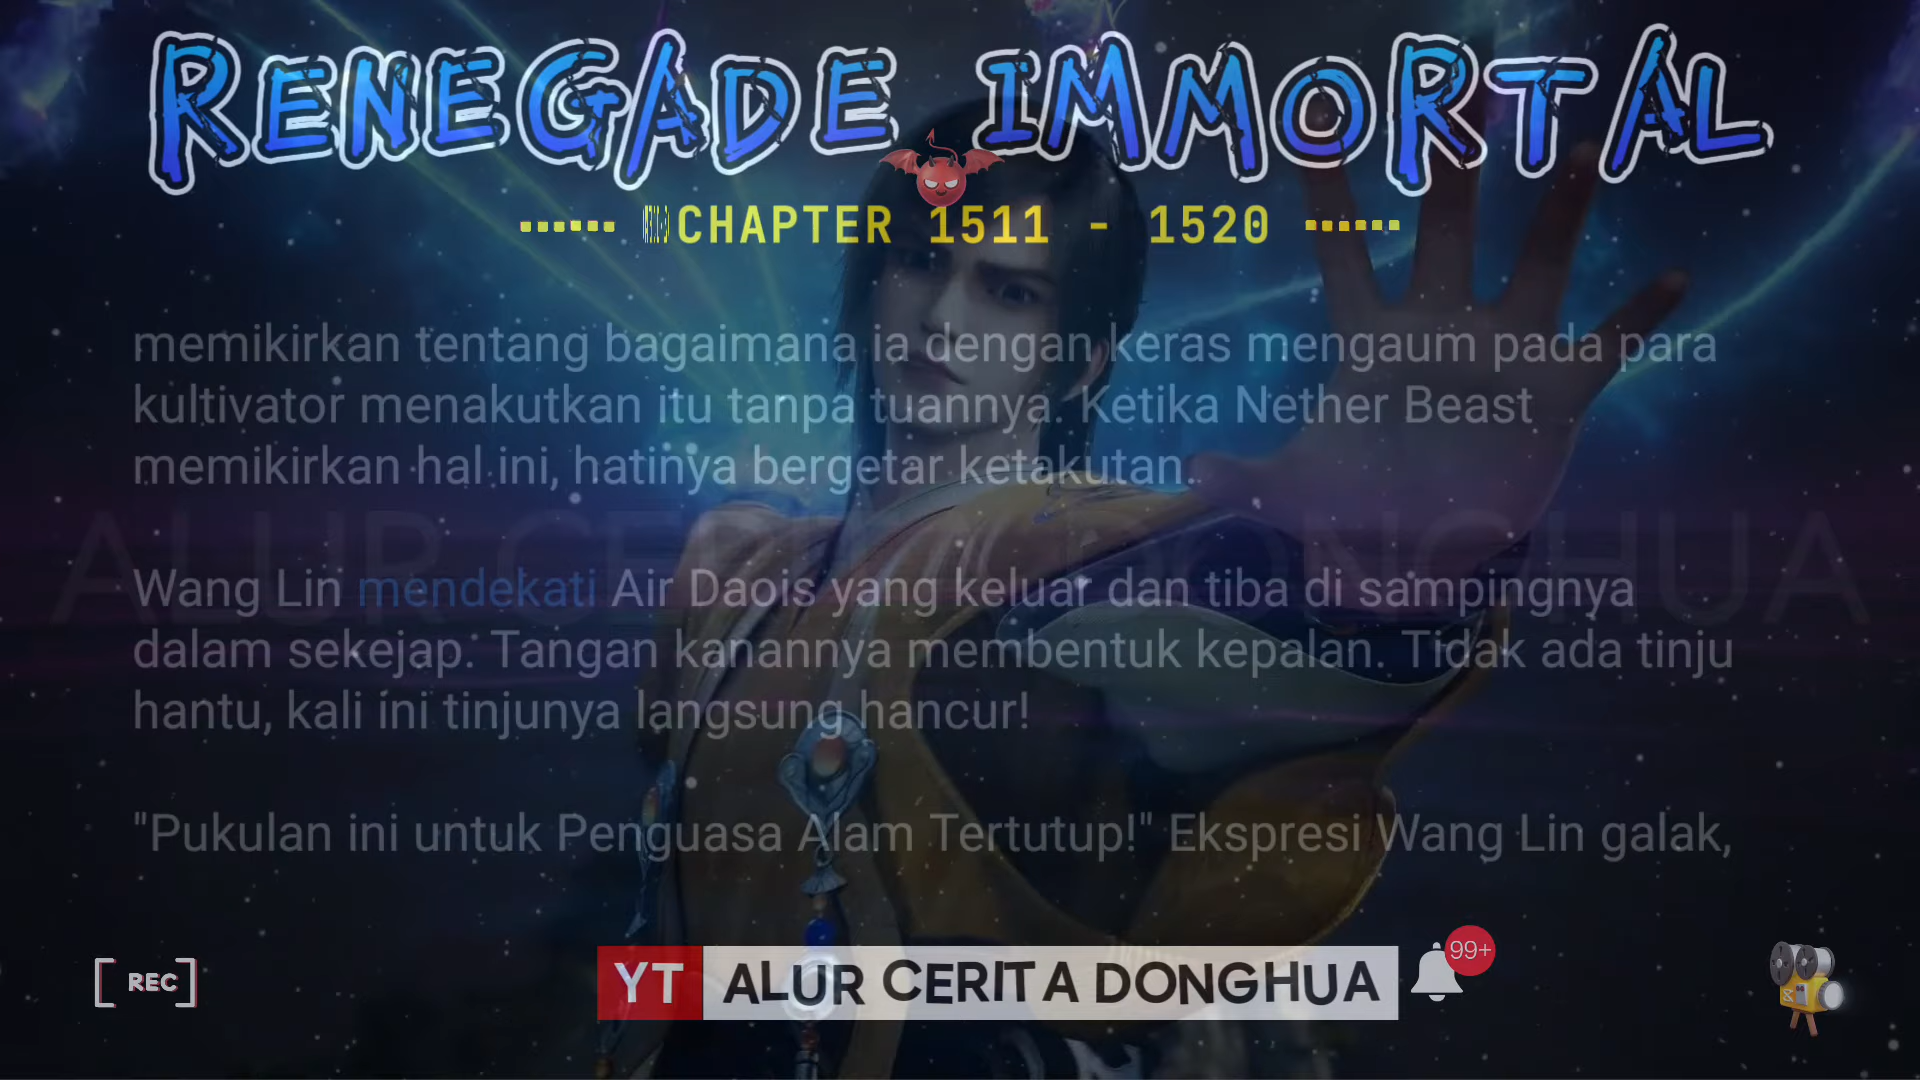 RENEGADE IMMORTAL
CHAPTER 1511 - 1520
memikirkan tentang bagaimana ia dengan keras mengaum pada para
kultivator menakutkan itu tanpa tuannya. Ketika Nether Beast
memikirkan hal ini, hatinya bergetar ketakutan.
ALUR CERITA DONGHUA
Wang Lin mendekati Air Daois yang keluar dan tiba di sampingnya
dalam sekejap. Tangan kanannya membentuk kepalan. Tidak ada tinju
hantu, kali ini tinjunya langsung hancur!
"Pukulan ini untuk Penguasa Alam Tertutup!" Ekspresi Wang Lin galak,
REC
YT ALUR CERITA DONGHUA
99+